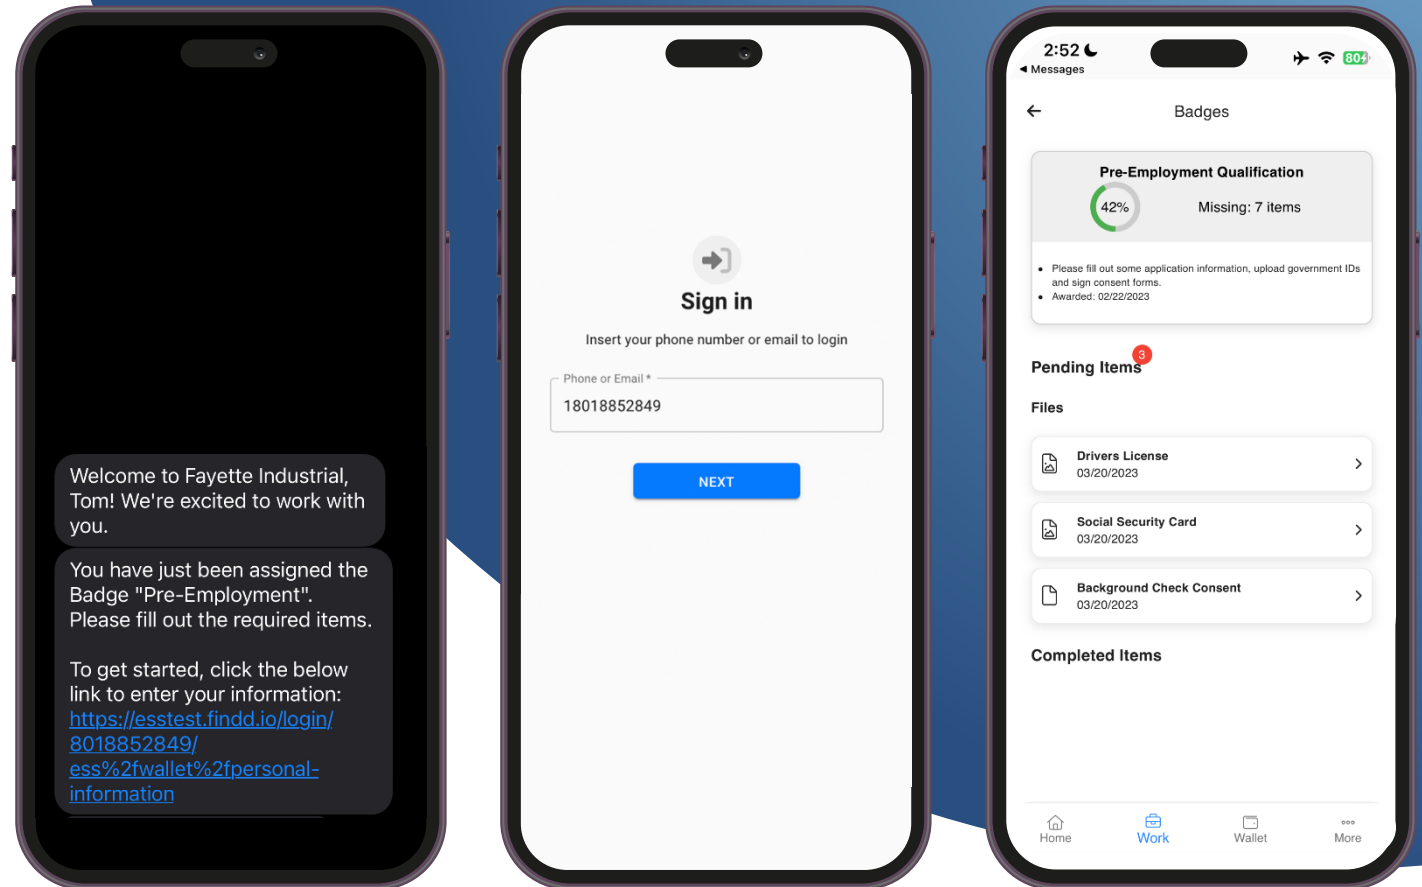 Welcome to Fayette Industrial,
Tom! We're excited to work with
you.
You have just been assigned the
Badge "Pre-Employment".
Please fill out the required items.
To get started, click the below
link to enter your information:
https://esstest.findd.io/login/
8018852849/
ess%2fwallet%2fpersonal-
information
Sign in
Insert your phone number or email to login
Phone or Email *
18018852849
NEXT
2:52
80
Messages
Badges
Pre-Employment Qualification
42%
Missing: 7 items
Please fill out some application information, upload government IDs
and sign consent forms.
Awarded: 02/22/2023
Pending Items
3
Files
Drivers License
03/20/2023
Social Security Card
03/20/2023
Background Check Consent
03/20/2023
Completed Items
Home
Work
Wallet
More